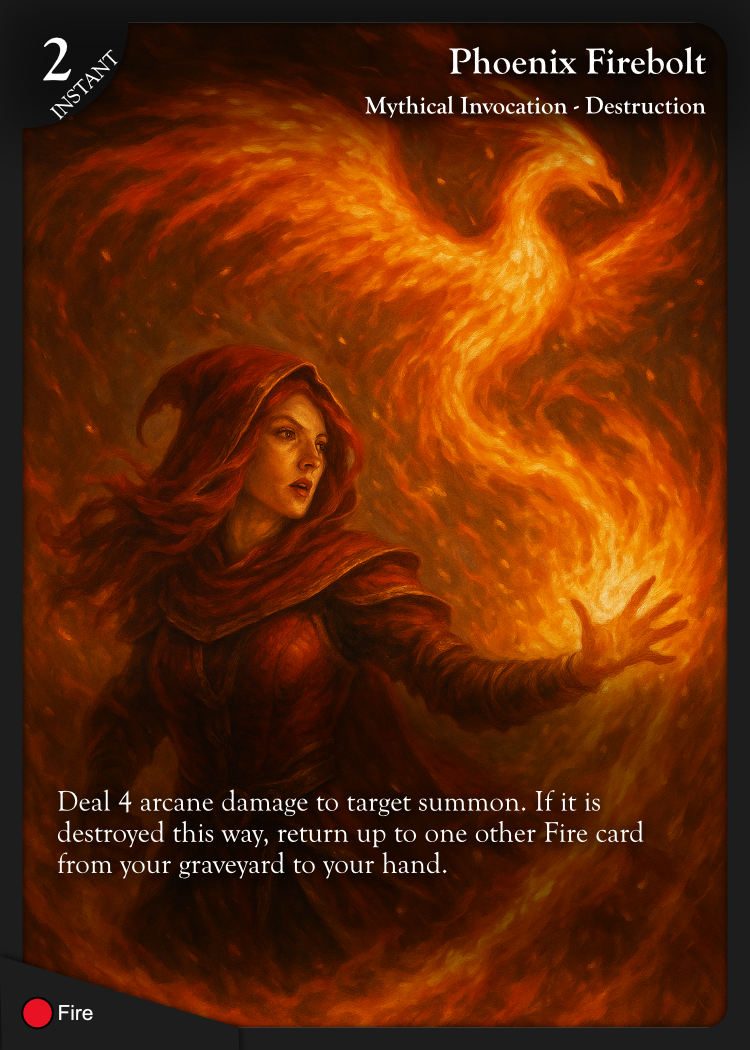 2
INSTANT
Phoenix Firebolt
Mythical Invocation - Destruction
Deal 4 arcane damage to target summon. If it is
destroyed this way, return up to one other Fire card
from your graveyard to your hand.
Fire